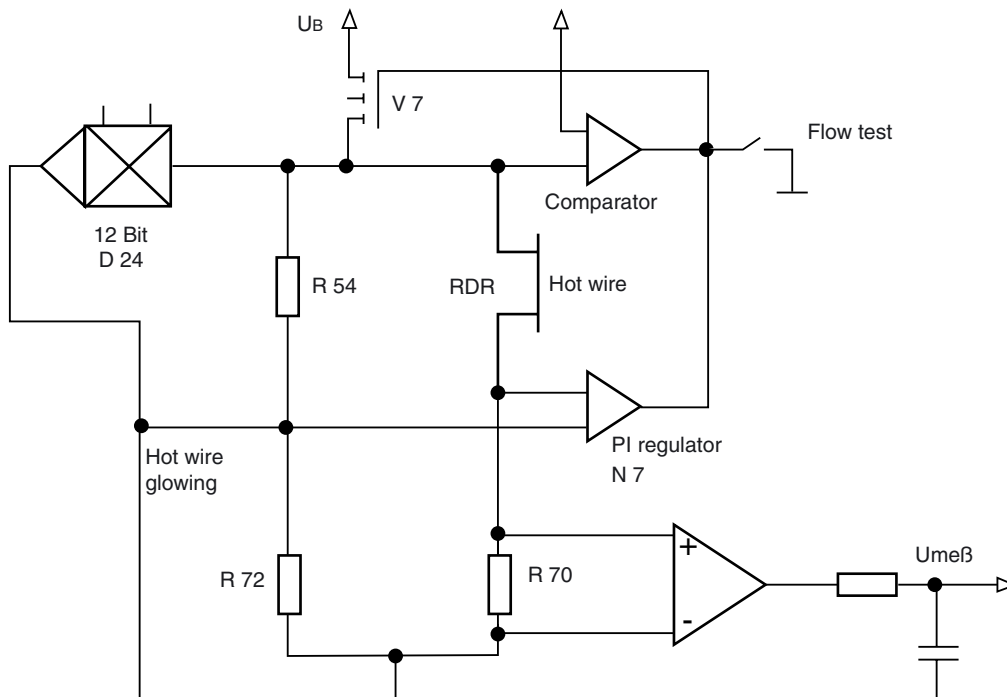 UB
V 7
Flow test
Comparator
12 Bit
D 24
R 54
RDR
Hot wire
PI regulator
N 7
Hot wire
glowing
Umeß
R 72
R 70
+
-